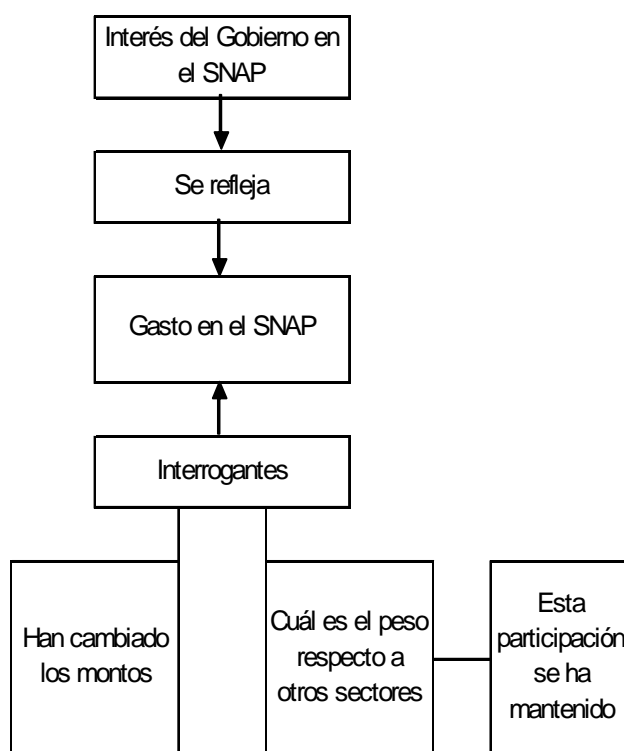 Interés del Gobierno en
el SNAP
Se refleja
Gasto en el SNAP
Interrogantes
Han cambiado
los montos
Cuál es el peso
respecto a
otros sectores
Esta
participación
se ha
mantenido